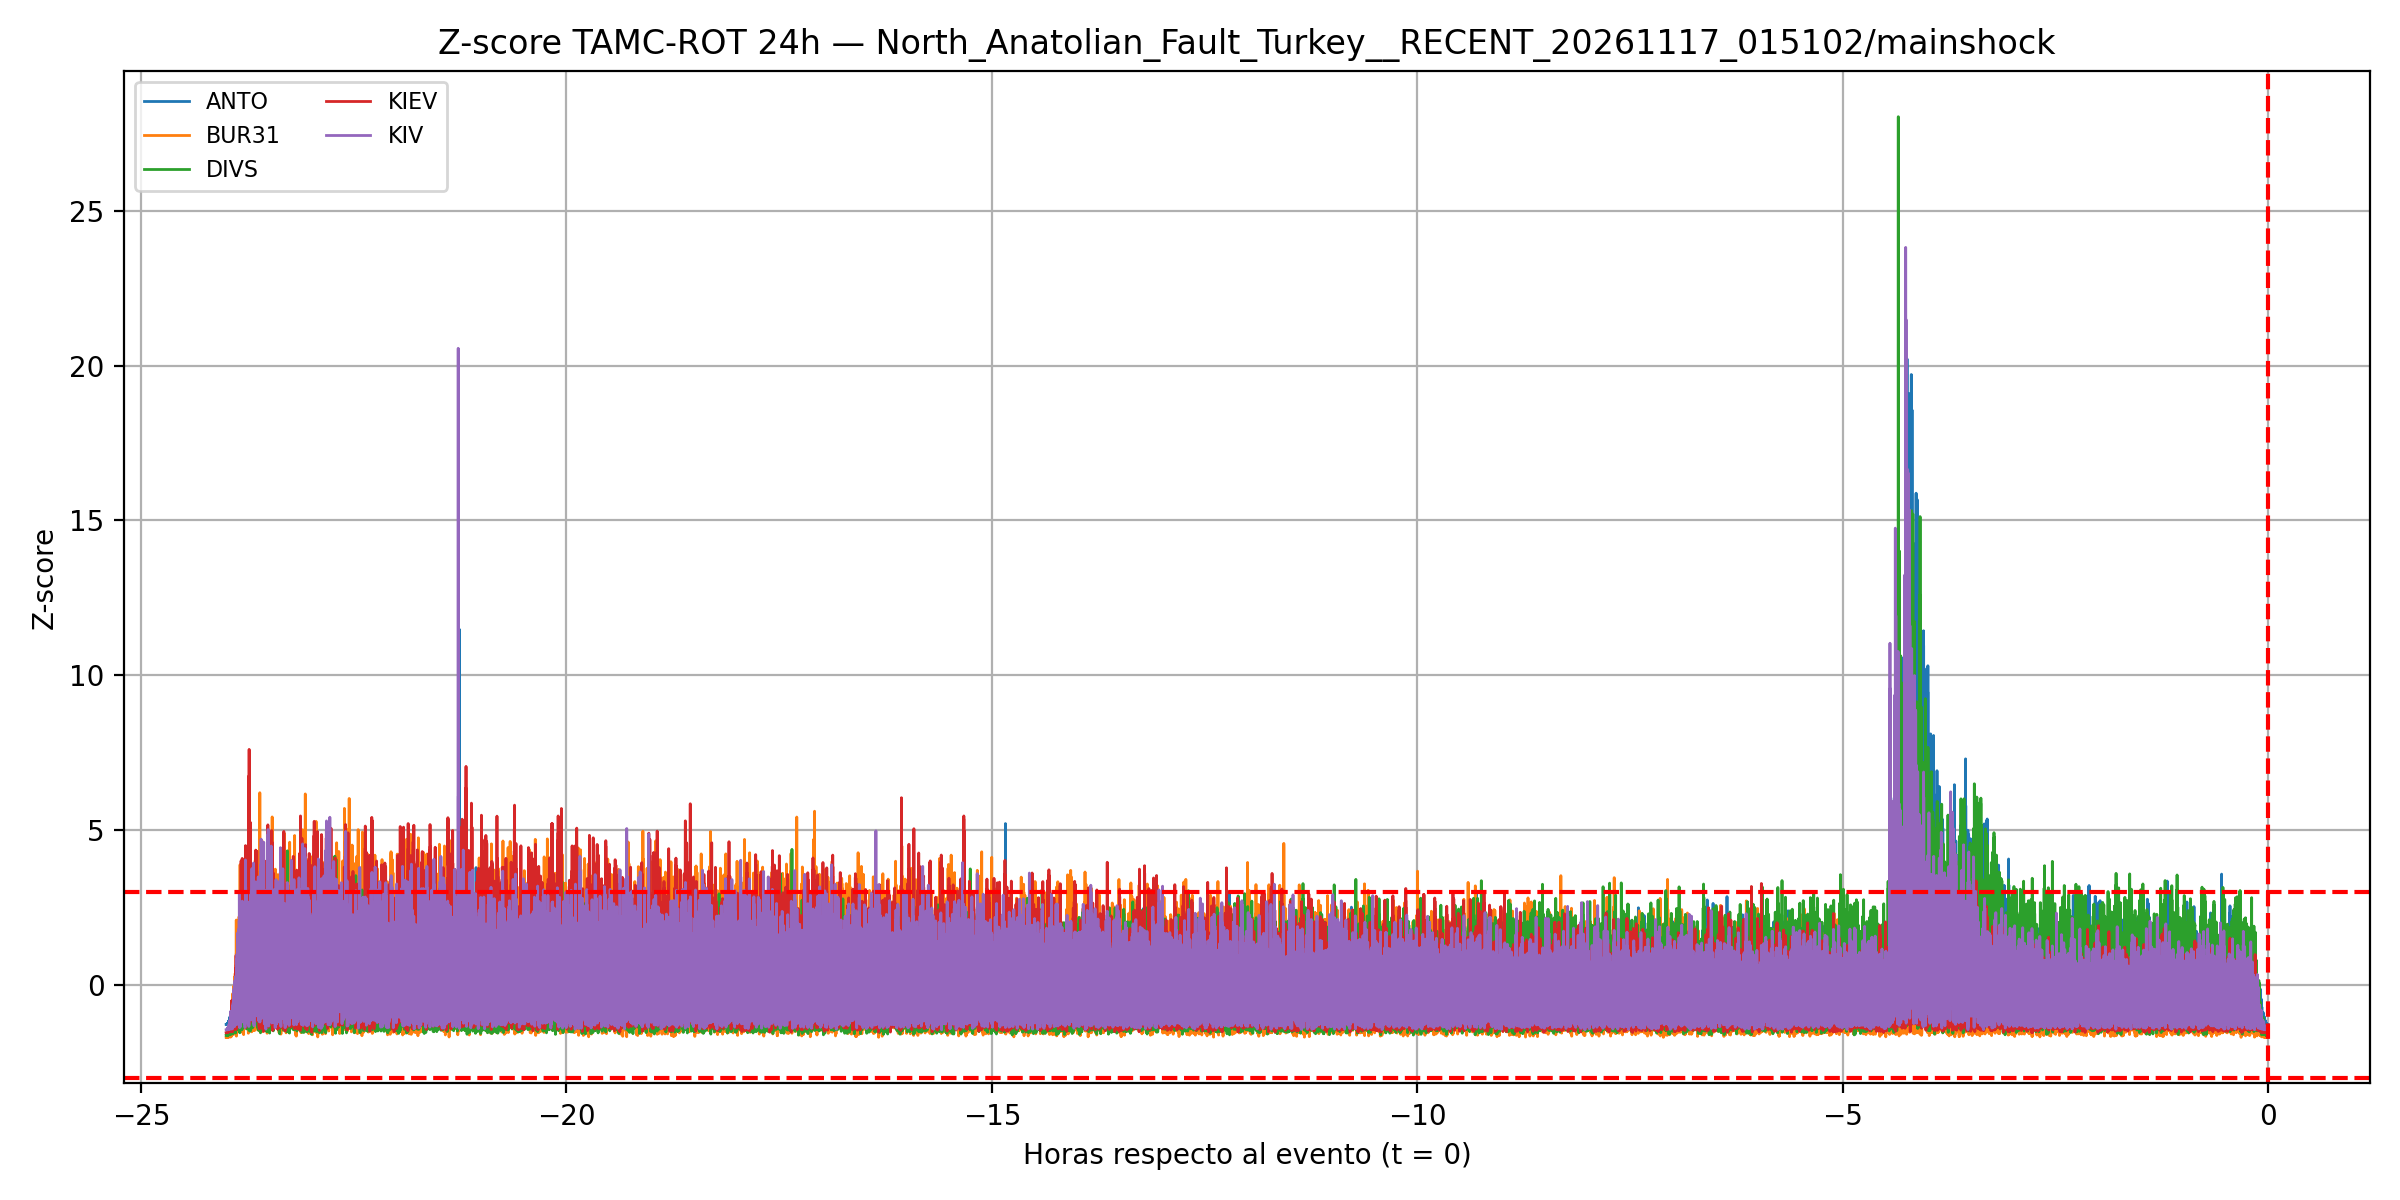 Z-score TAMC-ROT 24h — North_Anatolian_Fault_Turkey__RECENT_20261117_015102/mainshock
ANTO
BUR31
DIVS
KIEV
KIV
Z-score
25
20
15
10
5
0
−25
−20
−15
−10
−5
0
Horas respecto al evento (t = 0)